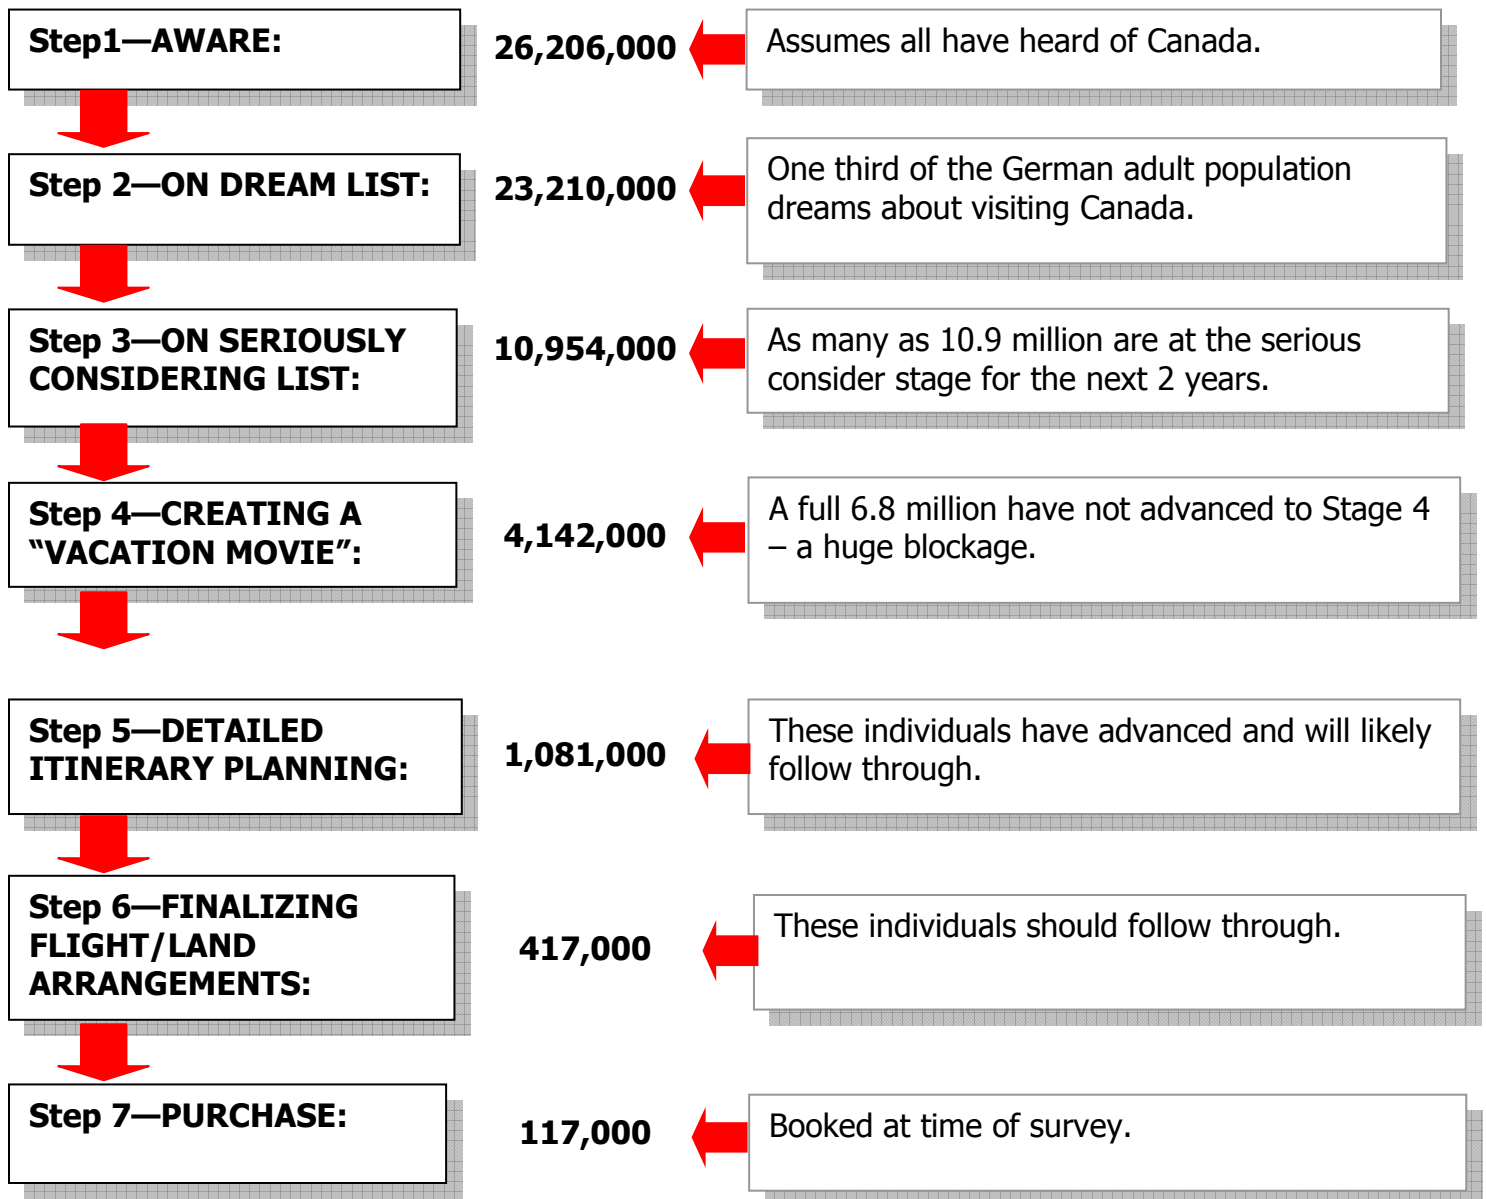 Step1—AWARE:
26,206,000
Assumes all have heard of Canada.
Step 2—ON DREAM LIST:
23,210,000
One third of the German adult population
dreams about visiting Canada.
Step 3—ON SERIOUSLY
CONSIDERING LIST:
10,954,000
As many as 10.9 million are at the serious
consider stage for the next 2 years.
Step 4—CREATING A
“VACATION MOVIE”:
4,142,000
A full 6.8 million have not advanced to Stage 4
– a huge blockage.
Step 5—DETAILED
ITINERARY PLANNING:
1,081,000
These individuals have advanced and will likely
follow through.
Step 6—FINALIZING
FLIGHT/LAND
ARRANGEMENTS:
417,000
These individuals should follow through.
Step 7—PURCHASE:
117,000
Booked at time of survey.